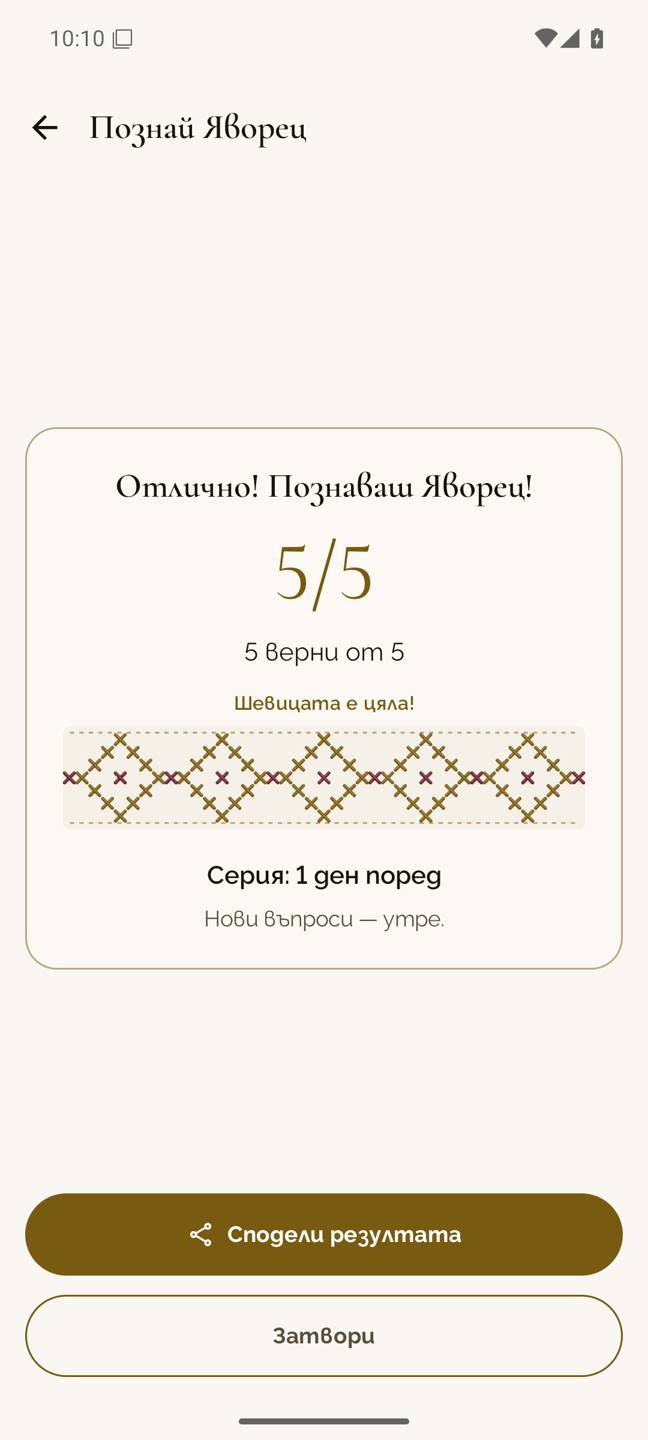 10:10
Познай Яворец
Отлично! Познаваш Яворец!
5/5
5 верни от 5
Шевицата е цяла!
Серия: 1 ден поред
Нови въпроси — утре.
Сподели резултата
Затвори